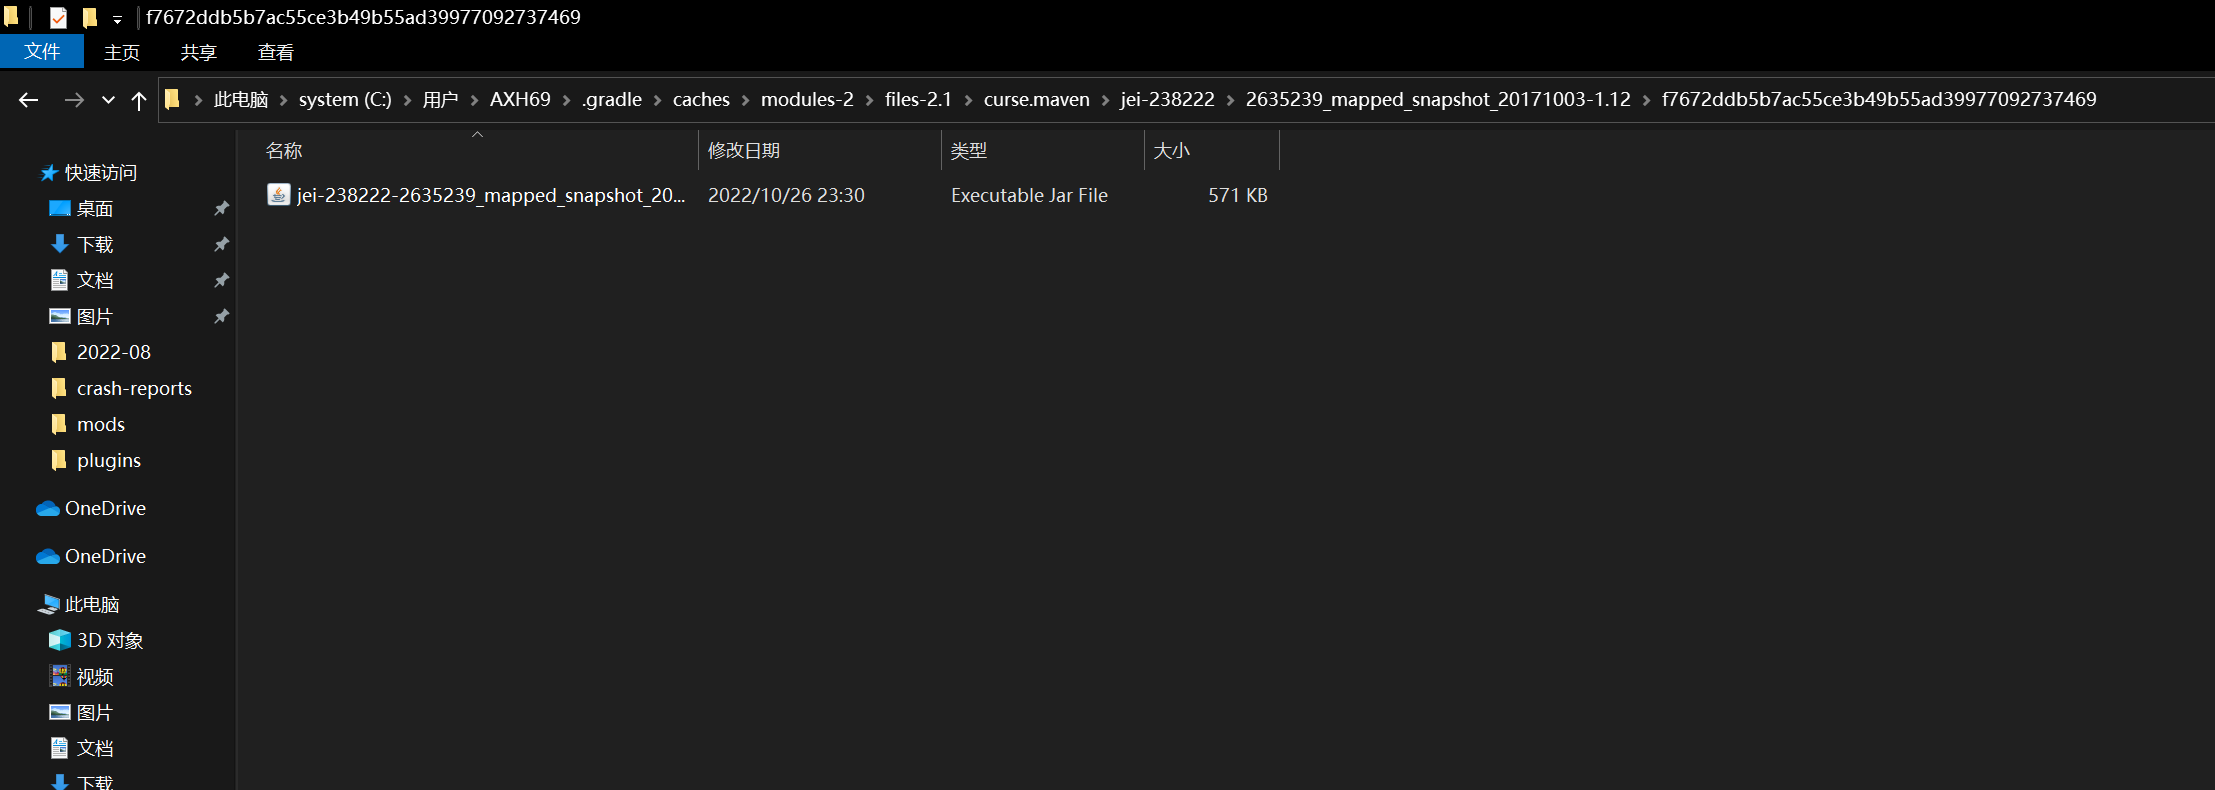 f7672ddb5b7ac55ce3b49b55ad39977092737469
文件 主页 共享 查看
此电脑 system (C:) 用户 AXH69 .gradle caches modules-2 files-2.1 curse.maven jei-238222 2635239_mapped_snapshot_20171003-1.12 f7672ddb5b7ac55ce3b49b55ad39977092737469
名称 修改日期 类型 大小
jei-238222-2635239_mapped_snapshot_20... 2022/10/26 23:30 Executable Jar File 571 KB
快速访问
桌面
下载
文档
图片
2022-08
crash-reports
mods
plugins
OneDrive
OneDrive
此电脑
3D 对象
视频
图片
文档
下载